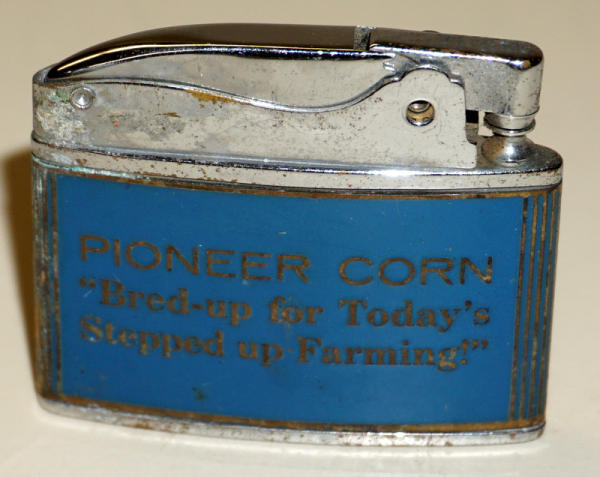 PIONEER CORN
“Bred-up for Today's
Stepped up Farming!”